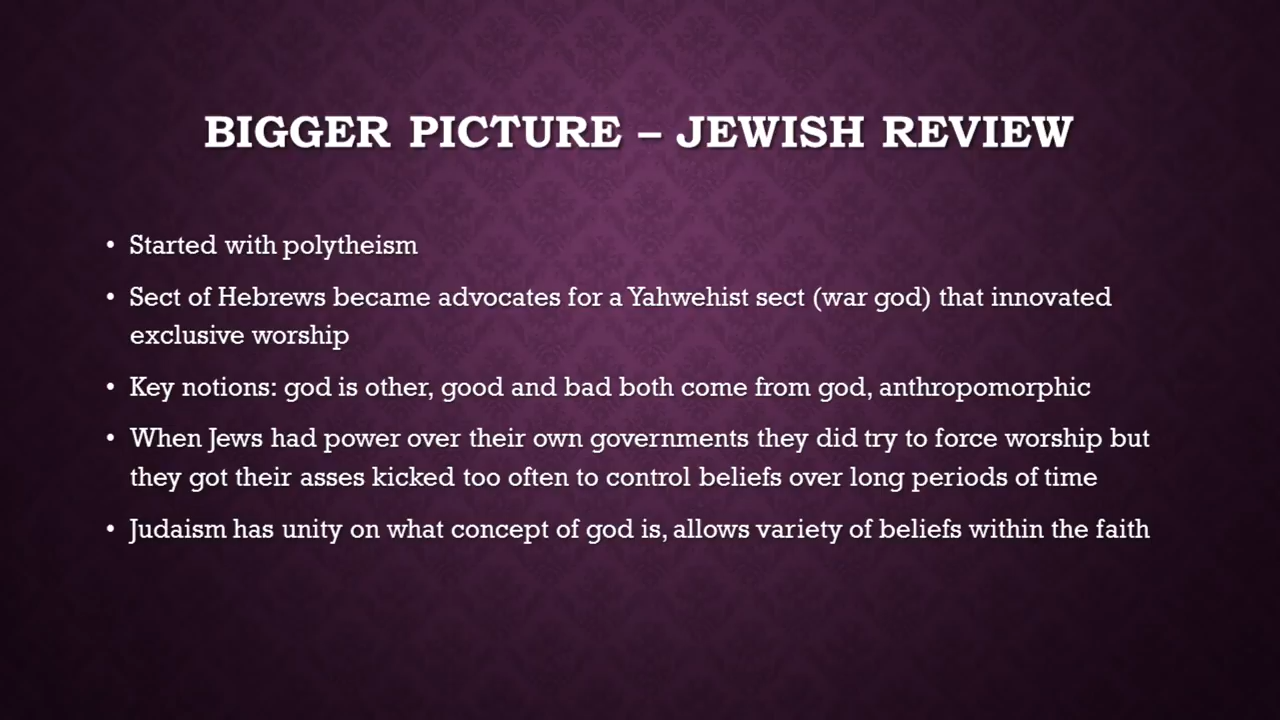 BIGGER PICTURE – JEWISH REVIEW
• Started with polytheism
• Sect of Hebrews became advocates for a Yahwehist sect (war god) that innovated
exclusive worship
• Key notions: god is other, good and bad both come from god, anthropomorphic
• When Jews had power over their own governments they did try to force worship but
they got their asses kicked too often to control beliefs over long periods of time
• Judaism has unity on what concept of god is, allows variety of beliefs within the faith